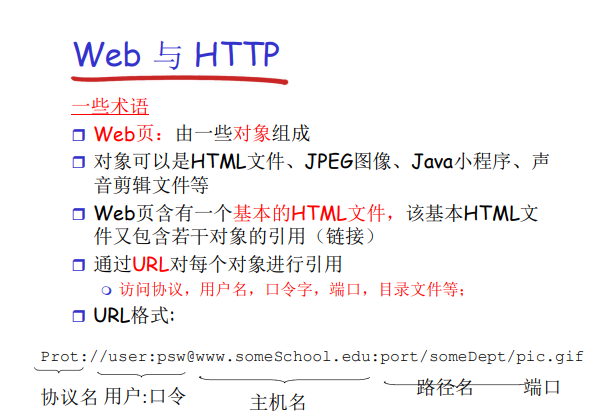 Web 与 HTTP
一些术语
Web页：由一些对象组成
对象可以是HTML文件、JPEG图像、Java小程序、声
音剪辑文件等
Web页含有一个基本的HTML文件，该基本HTML文
件又包含若干对象的引用（链接）
通过URL对每个对象进行引用
访问协议，用户名，口令字，端口，目录文件等；
URL格式:
Prot://user:psw@www.someSchool.edu:port/someDept/pic.gif
协议名 用户:口令 主机名 路径名 端口